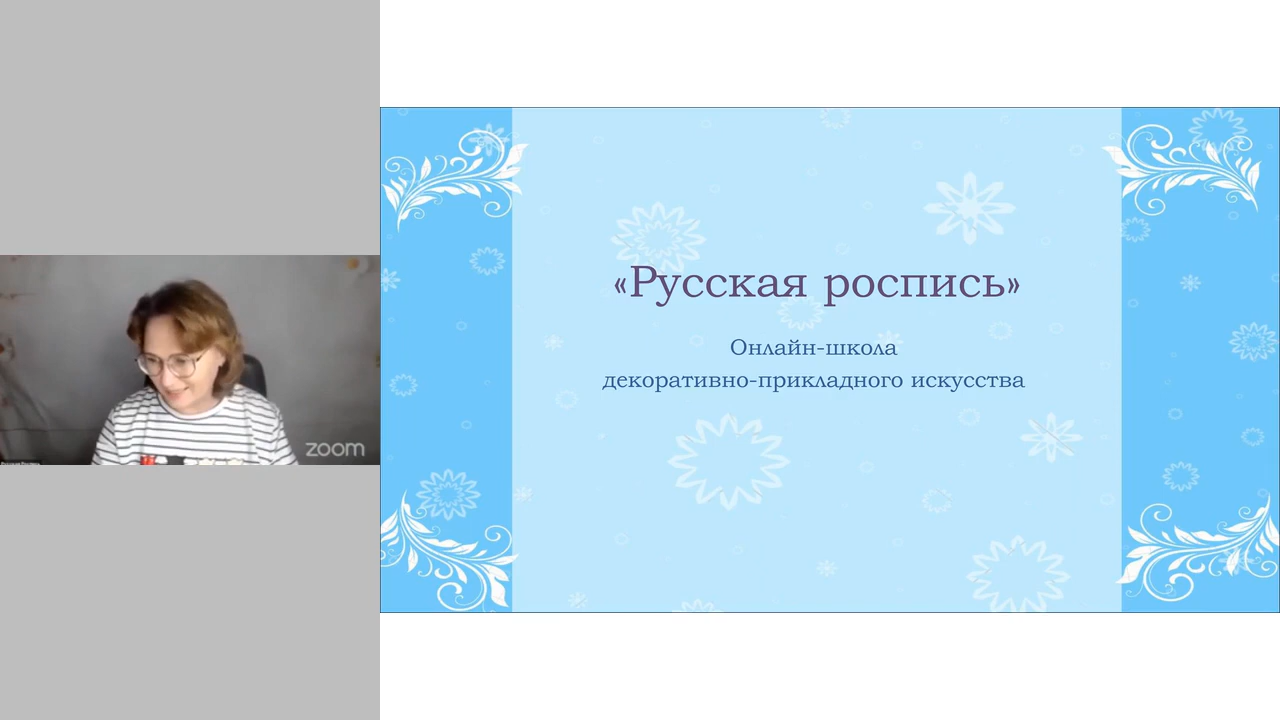 «Русская роспись»
Онлайн-школа
декоративно-прикладного искусства
zoom